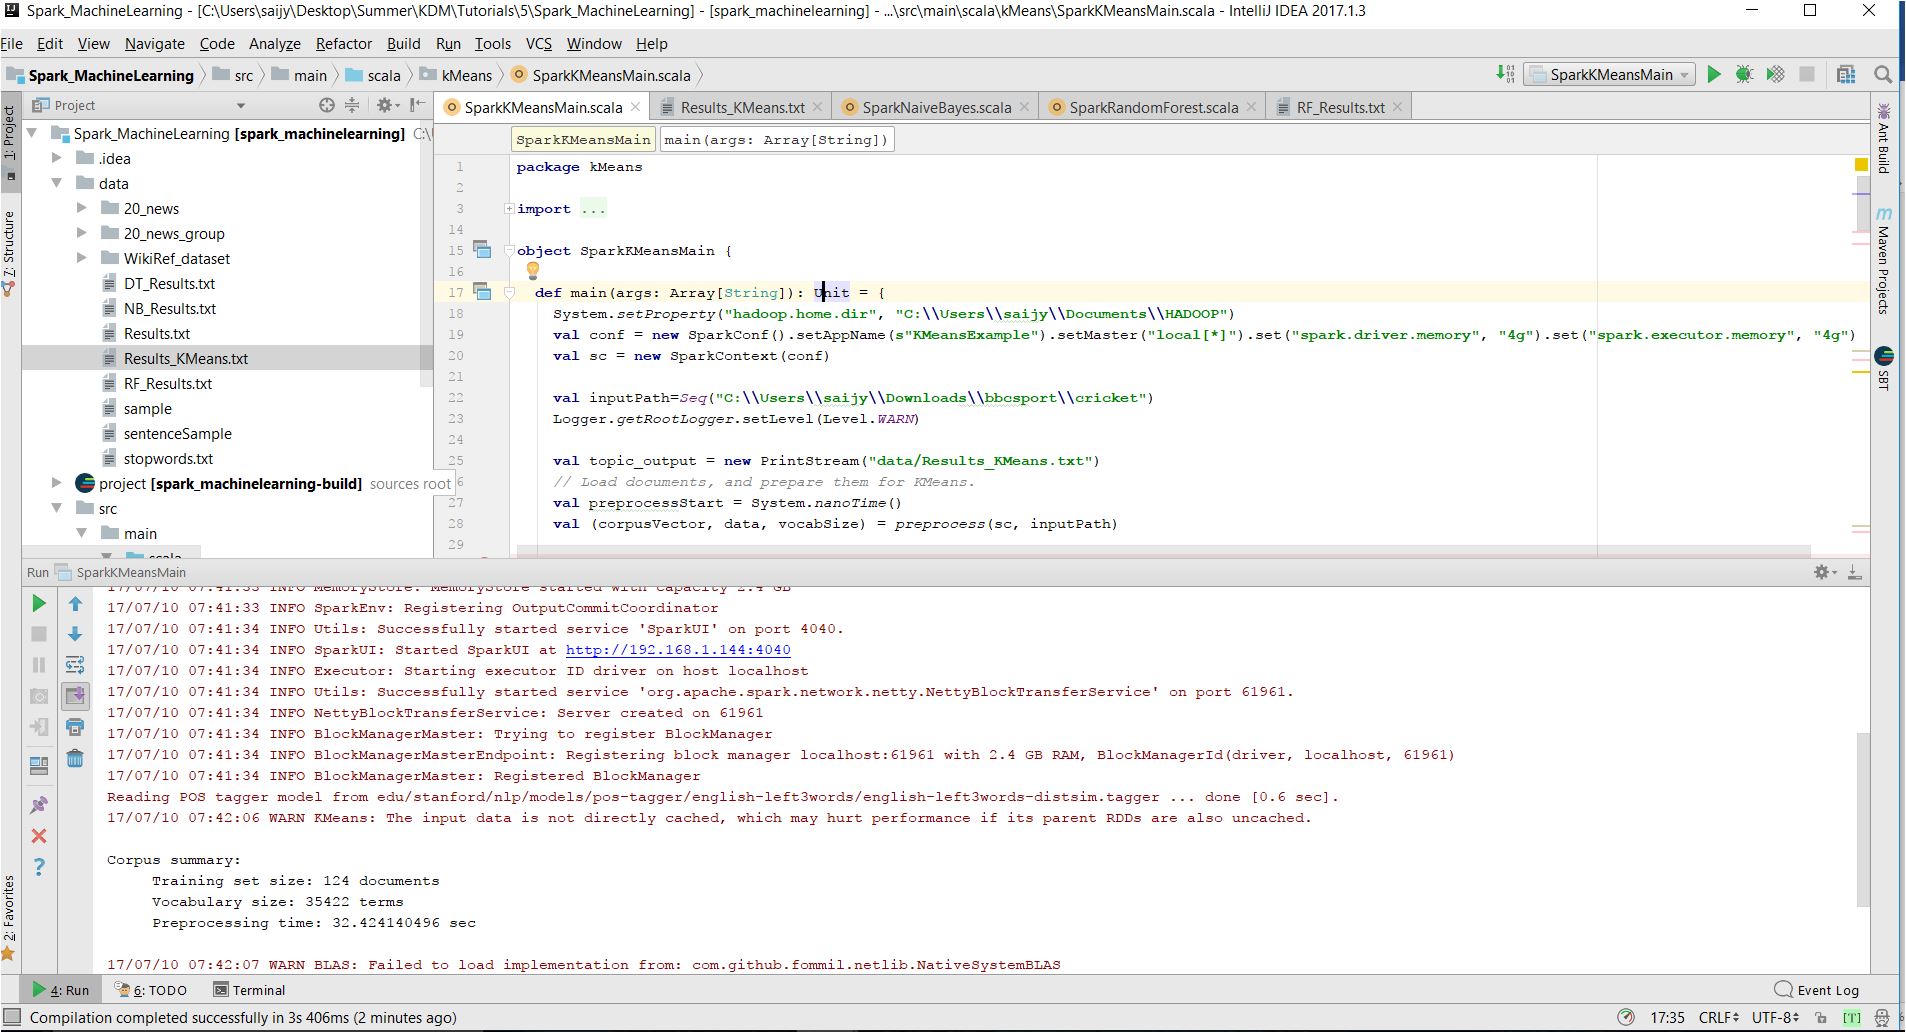 Spark_MachineLearning - [C:\Users\saijy\Desktop\Summer\KDM\Tutorials\5\Spark_MachineLearning] - [spark_machinelearning] - ...\src\main\scala\kMeans\SparkKMeansMain.scala - IntelliJ IDEA 2017.1.3
File Edit View Navigate Code Analyze Refactor Build Run Tools VCS Window Help
Spark_MachineLearning src main scala kMeans SparkKMeansMain.scala
SparkKMeansMain
Project
SparkKMeansMain.scala Results_KMeans.txt SparkNaiveBayes.scala SparkRandomForest.scala RF_Results.txt
1: Project
7: Structure
2: Favorites
Spark_MachineLearning [spark_machinelearning] C:\
.idea
data
20_news
20_news_group
WikiRef_dataset
DT_Results.txt
NB_Results.txt
Results.txt
Results_KMeans.txt
RF_Results.txt
sample
sentenceSample
stopwords.txt
project [spark_machinelearning-build] sources root
src
main
scala
SparkKMeansMain main(args: Array[String])
1 package kMeans
2
3 import ...
14
15 object SparkKMeansMain {
16
17 def main(args: Array[String]): Unit = {
18 System.setProperty("hadoop.home.dir", "C:\\Users\\saijy\\Documents\\HADOOP")
19 val conf = new SparkConf().setAppName(s"KMeansExample").setMaster("local[*]").set("spark.driver.memory", "4g").set("spark.executor.memory", "4g")
20 val sc = new SparkContext(conf)
21
22 val inputPath=Seq("C:\\Users\\saijy\\Downloads\\bbcsport\\cricket")
23 Logger.getRootLogger.setLevel(Level.WARN)
24
25 val topic_output = new PrintStream("data/Results_KMeans.txt")
6 // Load documents, and prepare them for KMeans.
27 val preprocessStart = System.nanoTime()
28 val (corpusVector, data, vocabSize) = preprocess(sc, inputPath)
29
Ant Build
m Maven Projects
SBT
Run SparkKMeansMain
17/07/10 07:41:33 INFO MemoryStore: MemoryStore started with capacity 2.4 GB
17/07/10 07:41:33 INFO SparkEnv: Registering OutputCommitCoordinator
17/07/10 07:41:34 INFO Utils: Successfully started service 'SparkUI' on port 4040.
17/07/10 07:41:34 INFO SparkUI: Started SparkUI at http://192.168.1.144:4040
17/07/10 07:41:34 INFO Executor: Starting executor ID driver on host localhost
17/07/10 07:41:34 INFO Utils: Successfully started service 'org.apache.spark.network.netty.NettyBlockTransferService' on port 61961.
17/07/10 07:41:34 INFO NettyBlockTransferService: Server created on 61961
17/07/10 07:41:34 INFO BlockManagerMaster: Trying to register BlockManager
17/07/10 07:41:34 INFO BlockManagerMasterEndpoint: Registering block manager localhost:61961 with 2.4 GB RAM, BlockManagerId(driver, localhost, 61961)
17/07/10 07:41:34 INFO BlockManagerMaster: Registered BlockManager
Reading POS tagger model from edu/stanford/nlp/models/pos-tagger/english-left3words/english-left3words-distsim.tagger ... done [0.6 sec].
17/07/10 07:42:06 WARN KMeans: The input data is not directly cached, which may hurt performance if its parent RDDs are also uncached.
Corpus summary:
Training set size: 124 documents
Vocabulary size: 35422 terms
Preprocessing time: 32.424140496 sec
17/07/10 07:42:07 WARN BLAS: Failed to load implementation from: com.github.fommil.netlib.NativeSystemBLAS
4: Run 6: TODO Terminal Event Log
Compilation completed successfully in 3s 406ms (2 minutes ago) 17:35 CRLF UTF-8 [T]